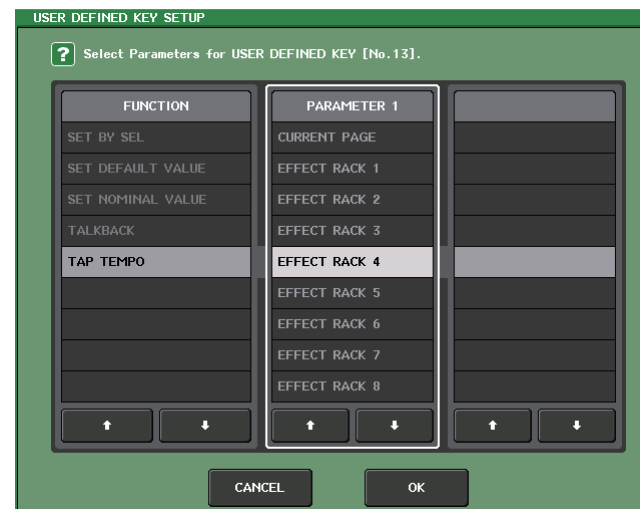 USER DEFINED KEY SETUP
? Select Parameters for USER DEFINED KEY [No.13].
FUNCTION
SET BY SEL
SET DEFAULT VALUE
SET NOMINAL VALUE
TALKBACK
TAP TEMPO
PARAMETER 1
CURRENT PAGE
EFFECT RACK 1
EFFECT RACK 2
EFFECT RACK 3
EFFECT RACK 4
EFFECT RACK 5
EFFECT RACK 6
EFFECT RACK 7
EFFECT RACK 8
CANCEL
OK